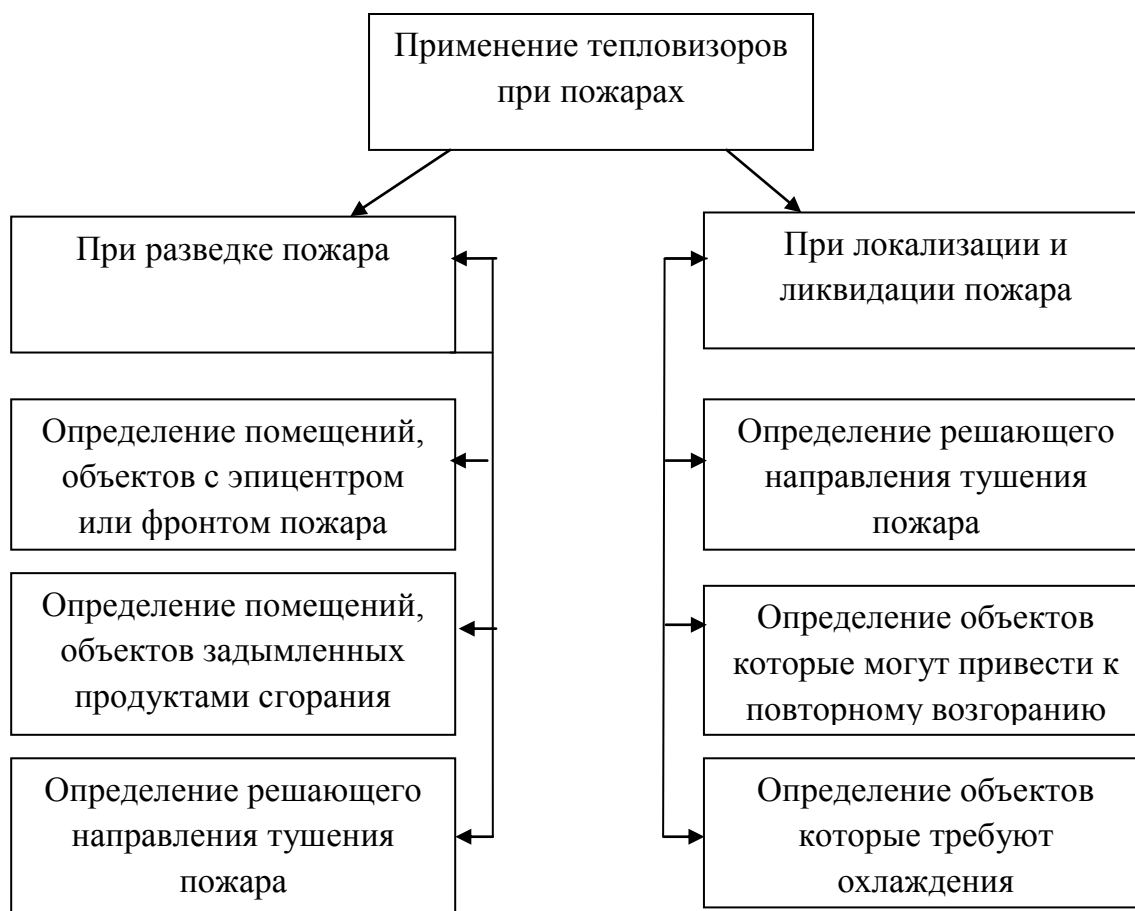 Применение тепловизоров
при пожарах
При разведке пожара
Определение помещений,
объектов с эпицентром
или фронтом пожара
Определение помещений,
объектов задымленных
продуктами сгорания
Определение решающего
направления тушения
пожара
При локализации и
ликвидации пожара
Определение решающего
направления тушения
пожара
Определение объектов
которые могут привести к
повторному возгоранию
Определение объектов
которые требуют
охлаждения